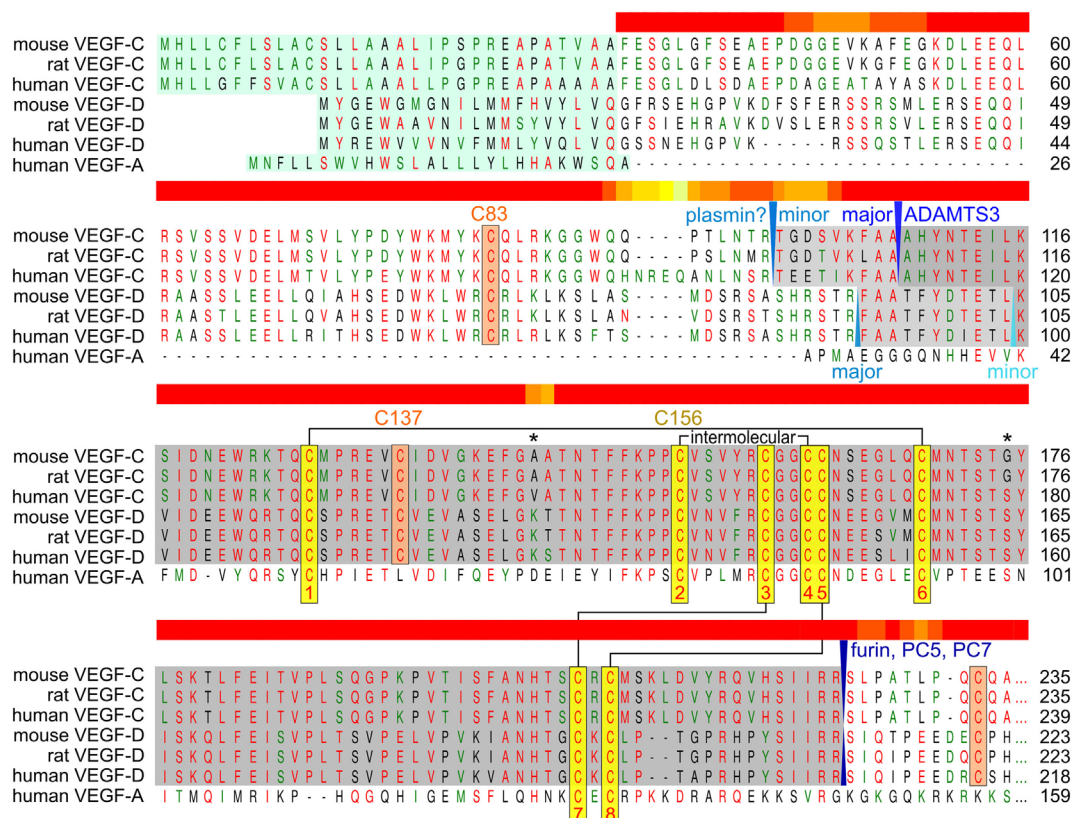 mouse VEGF-C MHLLCFLSLACSLLAAALIPSPREAPATVAAFESGLGFSEAEPDGGEVKAFEGKDLEEQL 60
rat VEGF-C MHLLCFLSLACSLLAAALIPGPREAPATVAAFESGLGFSEAEPDGGEVKGFEGKDLEEQL 60
human VEGF-C MHLLGFFSVACSLLAAALIPGPREAPAAAAAFESGLDLSDAEPDAGEATAYASKDLEEQL 60
mouse VEGF-D MYGEWGMGNILMMFHVYLVQGFRSEHGPVKDFSFERSSRSMLERSEQQI 49
rat VEGF-D MYGEWAAVNILMMSYVYLVQGFSIEHRAVKDVSLERSSRSVLERSEQQI 49
human VEGF-D MYREWVVVNVFMMLYVQLVQGSSNEHGPVK-----RSSQSTLERSEQQI 44
human VEGF-A MNFLLSWVHWSLALLLYLHHAKWSQA---------------------------- 26
C83 plasmin? minor major ADAMTS3
mouse VEGF-C RSVSSVDELMSVLYPDYWKMYKCQLRKGGWQQ----PTLNTRTGDSVKFAAAHYNTEILK 116
rat VEGF-C RSVSSVDELMSVLYPDYWKMYKCQLRKGGWQQ----PSLNMRTGDTVKLAAAHYNTEILK 116
human VEGF-C RSVSSVDELMTVLYPEYWKMYKCQLRKGGWQHNREQANLNSRTEETIKFAAAHYNTEILK 120
mouse VEGF-D RAASSLEELLQIAHSEDWKLWRCRLKLKSLAS----MDSRSASHRSTRFAATFYDTETLK 105
rat VEGF-D RAASTLEELLQVAHSEDWKLWRCRLKLKSLAN----VDSRSTSHRSTRFAATFYDTETLK 105
human VEGF-D RAASSLEELLRITHSEDWKLWRCRLRLKSFTS----MDSRSASHRSTRFAATFYDIETLK 100
human VEGF-A --------------------------------------------APMAEGGGQNHHEVVK 42
major minor
C137 C156
* intermolecular *
mouse VEGF-C SIDNEWRKTQCMPREVCIDVGKEFGAATNTFFKPPCVSVYRCGGCCNSEGLQCMNTSTGY 176
rat VEGF-C SIDNEWRKTQCMPREVCIDVGKEFGAATNTFFKPPCVSVYRCGGCCNSEGLQCMNTSTGY 176
human VEGF-C SIDNEWRKTQCMPREVCIDVGKEFGVATNTFFKPPCVSVYRCGGCCNSEGLQCMNTSTSY 180
mouse VEGF-D VIDEEWQRTQCSPRETCVEVASELGKTTNTFFKPPCVNVFRCGGCCNEEGVMCMNTSTSY 165
rat VEGF-D VIDEEWQRTQCSPRETCVEVASELGKTTNTFFKPPCVNVFRCGGCCNEESVMCMNTSTSY 165
human VEGF-D VIDEEWQRTQCSPRETCVEVASELGKSTNTFFKPPCVNVFRCGGCCNEESLICMNTSTSY 160
human VEGF-A FMD-VYQRSYCHPIETLVDIFQEYPDEIEYIFKPSCVPLMRCGGCCNDEGLECVPTEESN 101
1 2 3 4 5 6
furin, PC5, PC7
mouse VEGF-C LSKTLFEITVPLSQGPKPVTISFANHTSCRCMSKLDVYRQVHSIIRRSLPATLP-QCQA... 235
rat VEGF-C LSKTLFEITVPLSQGPKPVTISFANHTSCRCMSKLDVYRQVHSIIRRSLPATLP-QCQA... 235
human VEGF-C LSKTLFEITVPLSQGPKPVTISFANHTSCRCMSKLDVYRQVHSIIRRSLPATLP-QCQA... 239
mouse VEGF-D ISKQLFEISVPLTSVPELVPVKIANHTGCKCLP--TGPRHPYSIIRRSIQTPEEDECPH... 223
rat VEGF-D ISKQLFEISVPLTSVPELVPVKIANHTGCKCLP--TGPRHPYSIIRRSIQIPEEDQCPH... 223
human VEGF-D ISKQLFEISVPLTSVPELVPVKVANHTGCKCLP--TAPRHPYSIIRRSIQIPEEDRCSH... 218
human VEGF-A ITMQIMRIKP--HQGQHIGEMSFLQHNKCECRPKKDRARQEKKSVRGKGKGQKRKRKKS... 159
7 8